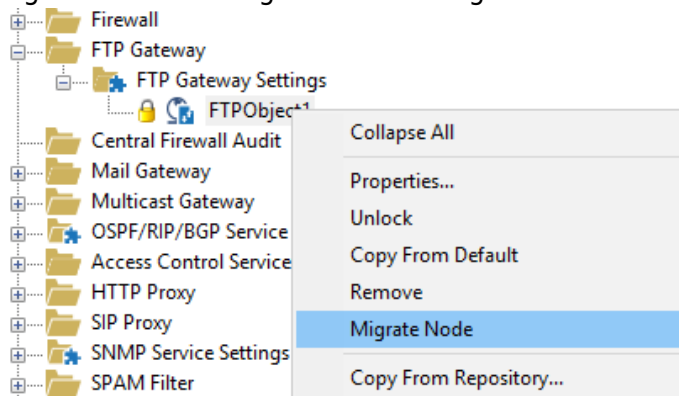 Firewall
FTP Gateway
FTP Gateway Settings
FTPObject1
Central Firewall Audit
Mail Gateway
Multicast Gateway
OSPF/RIP/BGP Service
Access Control Service
HTTP Proxy
SIP Proxy
SNMP Service Settings
SPAM Filter
Collapse All
Properties...
Unlock
Copy From Default
Remove
Migrate Node
Copy From Repository...